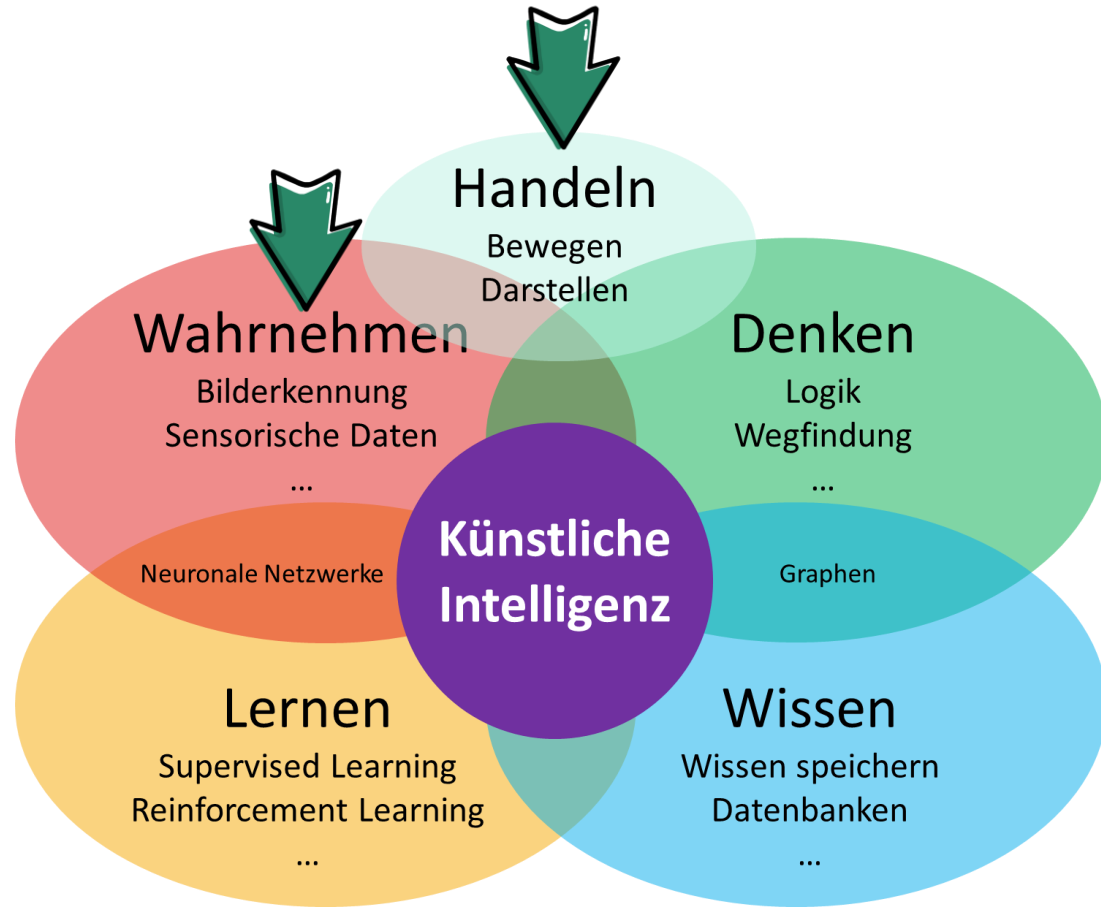 Handeln
Bewegen
Darstellen
Wahrnehmen
Bilderkennung
Sensorische Daten
...
Denken
Logik
Wegfindung
...
Neuronale Netzwerke
Künstliche
Intelligenz
Graphen
Lernen
Supervised Learning
Reinforcement Learning
...
Wissen
Wissen speichern
Datenbanken
...